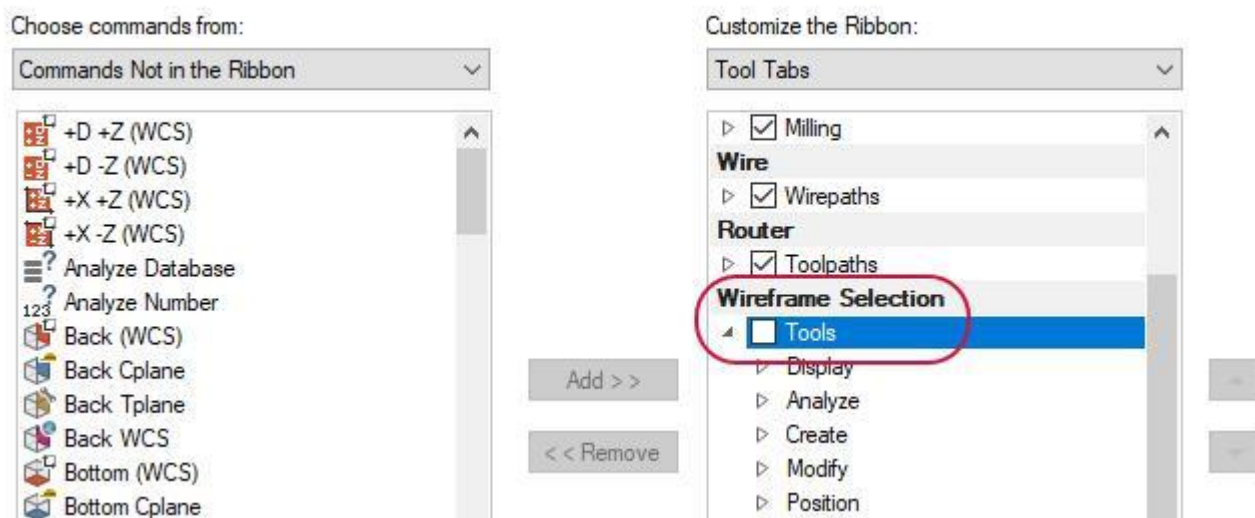 Choose commands from:
Commands Not in the Ribbon
+D +Z (WCS)
+D -Z (WCS)
+X +Z (WCS)
+X -Z (WCS)
Analyze Database
123 Analyze Number
Back (WCS)
Back Cplane
Back Tplane
Back WCS
Bottom (WCS)
Bottom Cplane
Add > >
< < Remove
Customize the Ribbon:
Tool Tabs
Milling
Wire
Wirepaths
Router
Toolpaths
Wireframe Selection
Tools
Display
Analyze
Create
Modify
Position